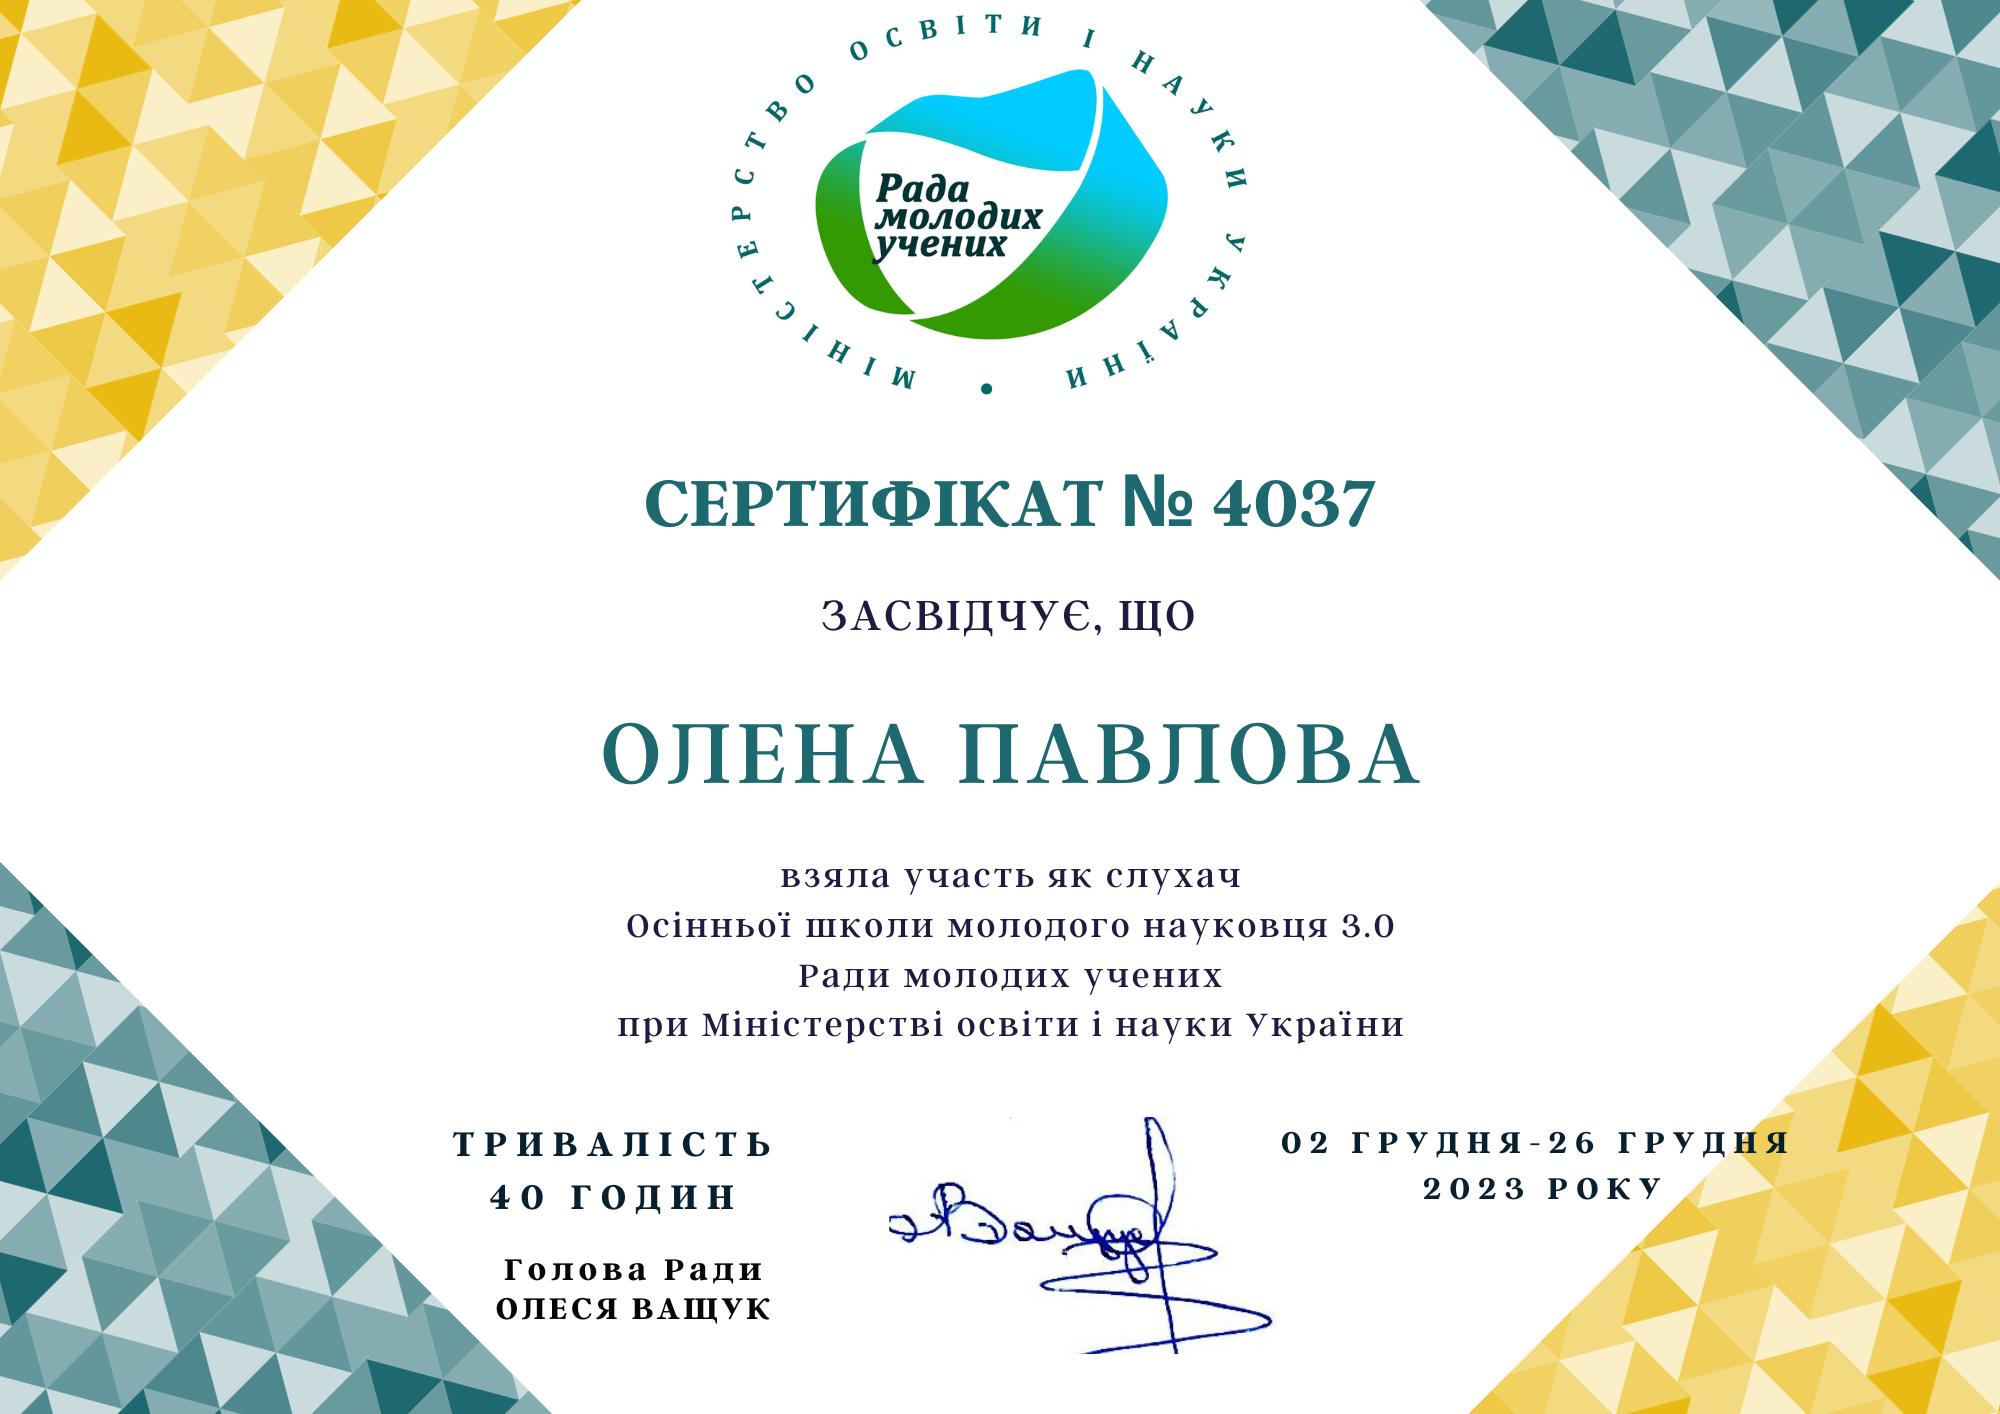 МІНІСТЕРСТВО ОСВІТИ І НАУКИ УКРАЇНИ •
Рада
молодих
учених
СЕРТИФІКАТ № 4037
ЗАСВІДЧУЄ, ЩО
ОЛЕНА ПАВЛОВА
взяла участь як слухач
Осінньої школи молодого науковця 3.0
Ради молодих учених
при Міністерстві освіти і науки України
ТРИВАЛІСТЬ
40 ГОДИН
02 ГРУДНЯ-26 ГРУДНЯ
2023 РОКУ
Голова Ради
ОЛЕСЯ ВАЩУК